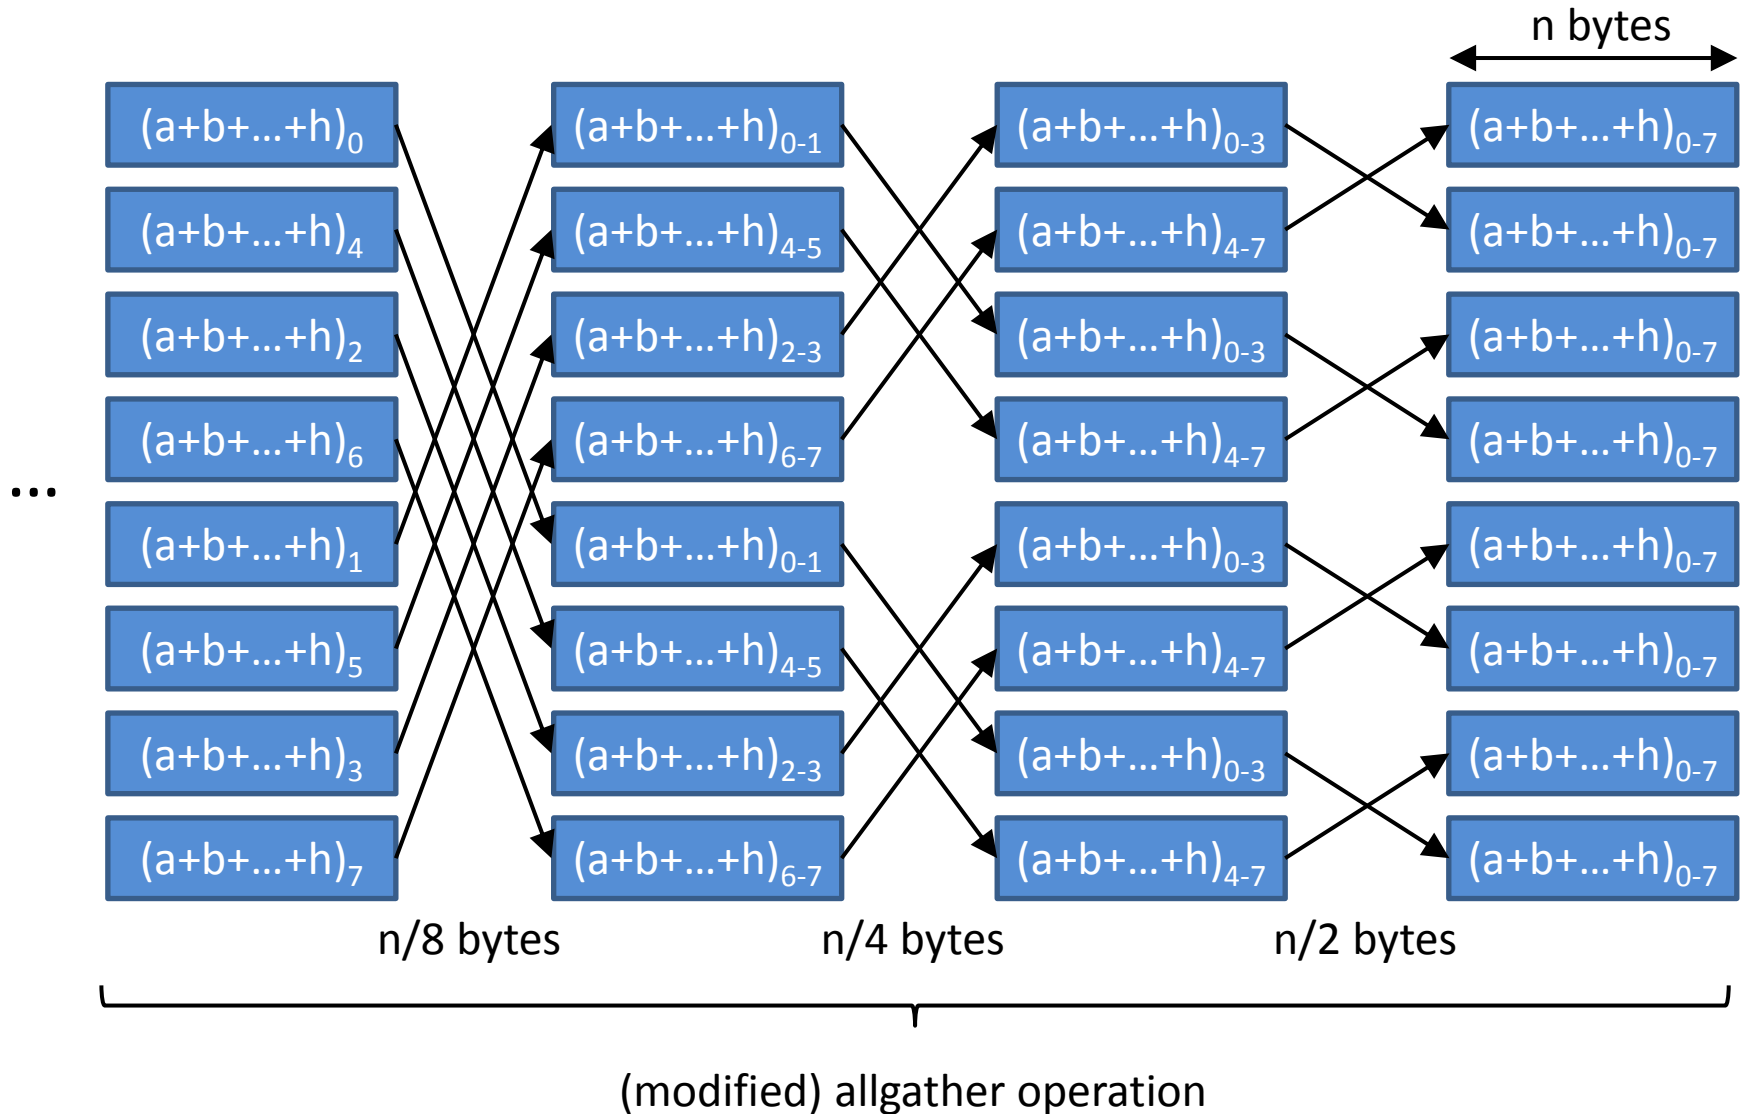 n bytes
(a+b+...+h)0 (a+b+...+h)0-1 (a+b+...+h)0-3 (a+b+...+h)0-7
(a+b+...+h)4 (a+b+...+h)4-5 (a+b+...+h)4-7 (a+b+...+h)0-7
(a+b+...+h)2 (a+b+...+h)2-3 (a+b+...+h)0-3 (a+b+...+h)0-7
(a+b+...+h)6 (a+b+...+h)6-7 (a+b+...+h)4-7 (a+b+...+h)0-7
...
(a+b+...+h)1 (a+b+...+h)0-1 (a+b+...+h)0-3 (a+b+...+h)0-7
(a+b+...+h)5 (a+b+...+h)4-5 (a+b+...+h)4-7 (a+b+...+h)0-7
(a+b+...+h)3 (a+b+...+h)2-3 (a+b+...+h)0-3 (a+b+...+h)0-7
(a+b+...+h)7 (a+b+...+h)6-7 (a+b+...+h)4-7 (a+b+...+h)0-7
n/8 bytes n/4 bytes n/2 bytes
(modified) allgather operation